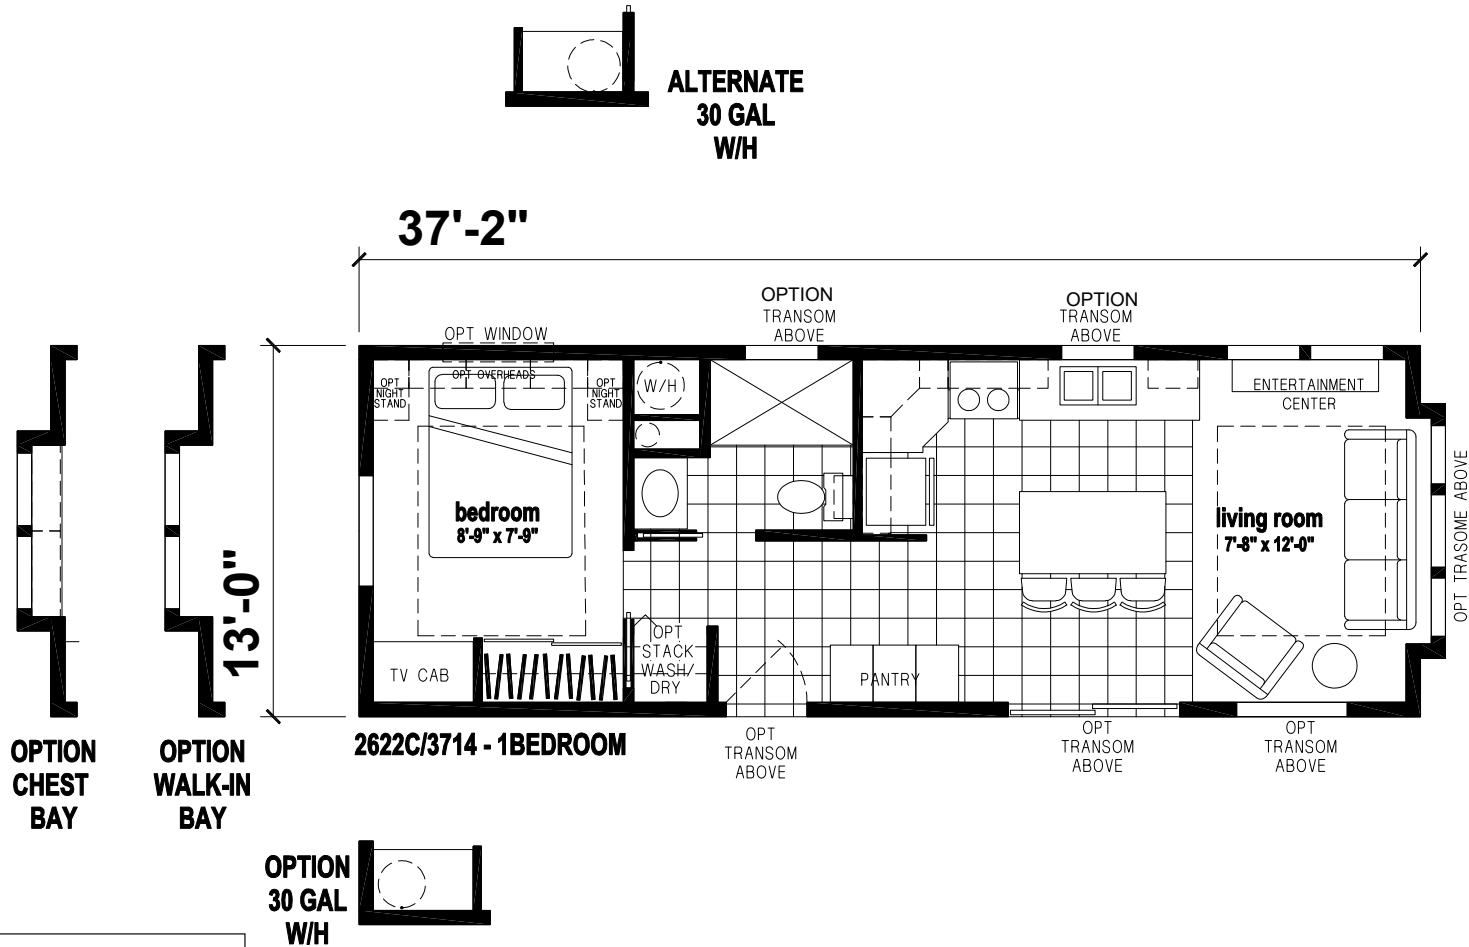 ALTERNATE
30 GAL
W/H
37'-2"
OPTION
TRANSOM
ABOVE
OPTION
TRANSOM
ABOVE
OPT WINDOW
OPT OVERHEADS
OPT
NIGHT
STAND
OPT
NIGHT
STAND
W/H
ENTERTAINMENT
CENTER
bedroom
8'-9" x 7'-9"
living room
7'-8" x 12'-0"
OPT TRASOME ABOVE
13'-0"
TV CAB
OPT
STACK
WASH/
DRY
PANTRY
2622C/3714 - 1BEDROOM
OPT
TRANSOM
ABOVE
OPT
TRANSOM
ABOVE
OPT
TRANSOM
ABOVE
OPTION
CHEST
BAY
OPTION
WALK-IN
BAY
OPTION
30 GAL
W/H